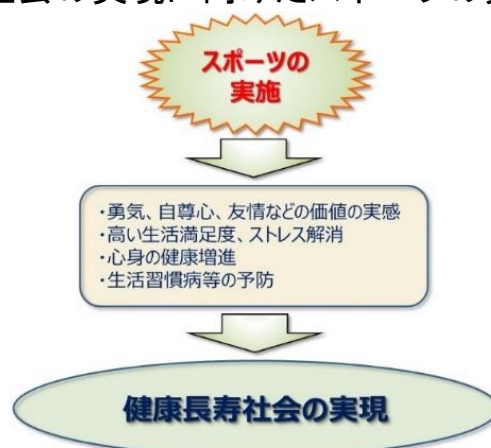 スポーツの
実施
・勇気、自尊心、友情などの価値の実感
・高い生活満足度、ストレス解消
・心身の健康増進
・生活習慣病等の予防
健康長寿社会の実現